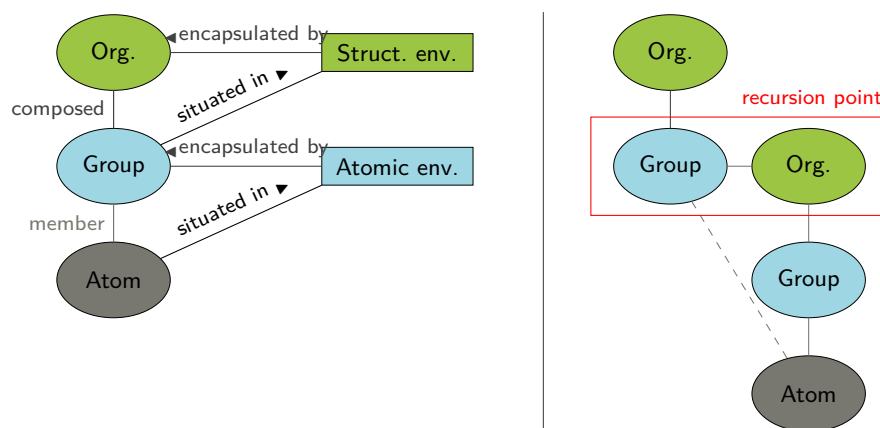 Org.
◀ encapsulated by
Struct. env.
composed
situated in ▶
Group
◀ encapsulated by
Atomic env.
member
situated in ▶
Atom
Org.
recursion point
Group
Org.
Group
Atom